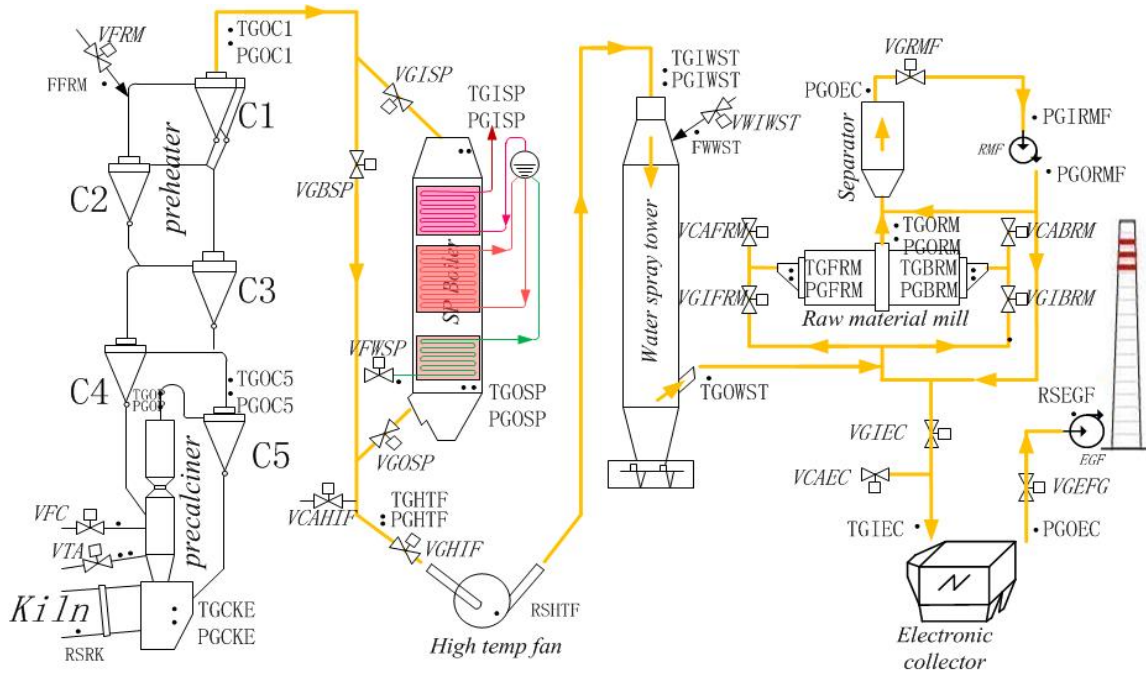 VFRM
FFRM
TGOC1
PGOC1
C1
C2
preheater
C3
C4
TGOP
PGOP
TGOC5
PGOC5
C5
precalciner
VFC
VTA
Kiln
RSRK
TGCKE
PGCKE
VGISP
VGBSP
TGISP
PGISP
SP Boiler
VFWSP
TGOSP
PGOSP
VGOSP
VCAHIF
TGHTF
PGHTF
VGHIF
RSHTF
High temp fan
TGIWST
PGIWST
VWIWST
FWWST
Water spray tower
TGOWST
VGRMF
PGOEC
Separator
PGIRMF
RMF
PGORMF
TGORM
PGORM
VCAFRM
VCABRM
TGFRM
PGFRM
TGBRM
PGBRM
VGIFRM
VGIBRM
Raw material mill
RSEGF
EGF
VGIEC
VCAEC
VGEFG
TGIEC
PGOEC
Electronic
collector